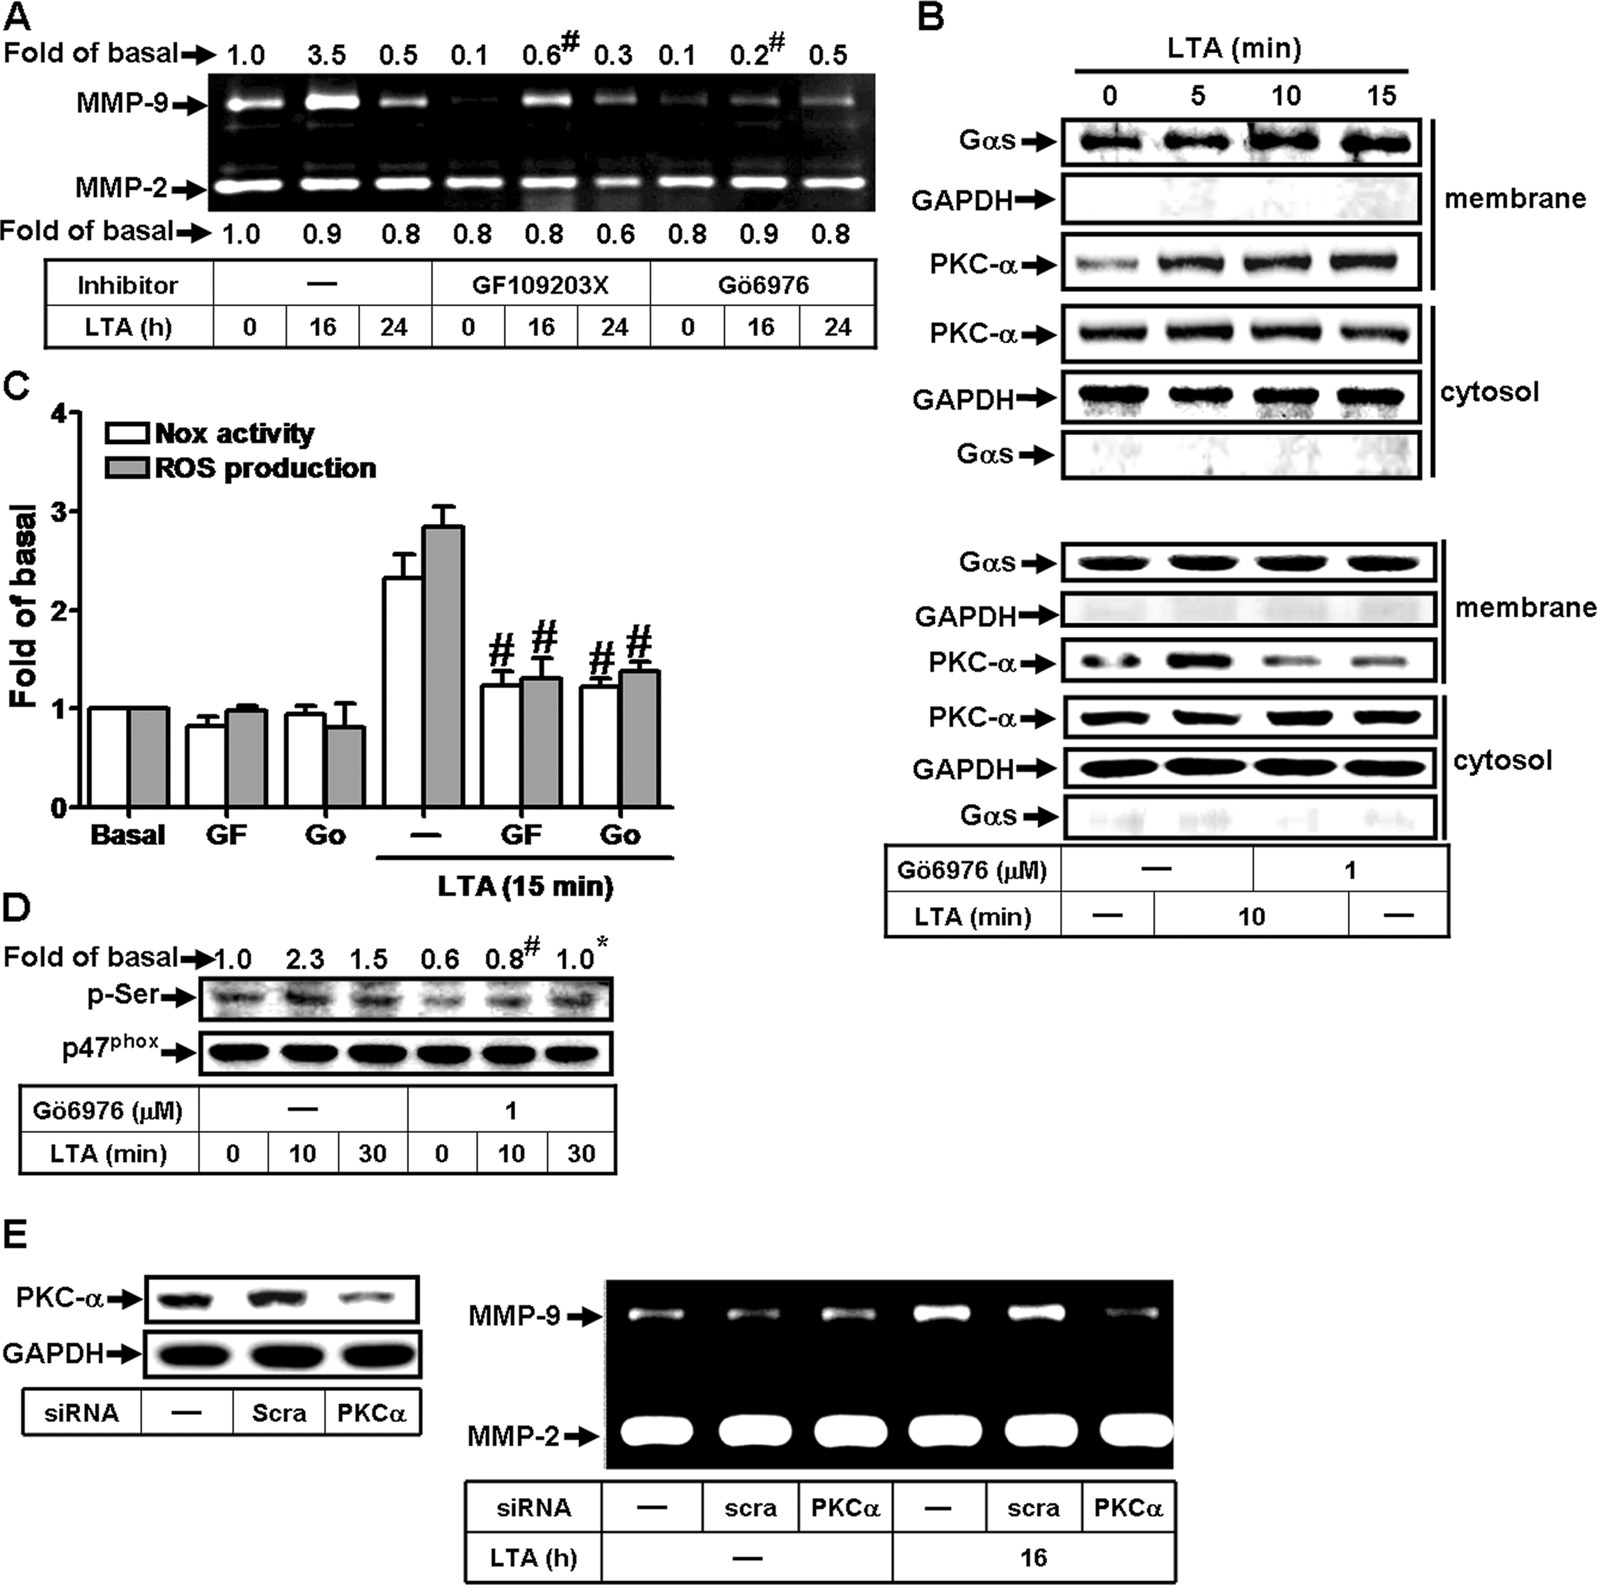 A
Fold of basal 1.0 3.5 0.5 0.1 0.6# 0.3 0.1 0.2# 0.5
MMP-9
MMP-2
Fold of basal 1.0 0.9 0.8 0.8 0.8 0.6 0.8 0.9 0.8
Inhibitor — GF109203X Gö6976
LTA (h) 0 16 24 0 16 24 0 16 24
B
LTA (min)
0 5 10 15
Gαs
GAPDH
PKC-α
membrane
PKC-α
GAPDH
Gαs
cytosol
Gαs
GAPDH
PKC-α
membrane
PKC-α
GAPDH
Gαs
cytosol
Gö6976 (μM) — 1
LTA (min) — 10 —
C
Fold of basal
4
3
2
1
0
Nox activity
ROS production
# # # #
Basal GF Go — GF Go
LTA (15 min)
D
Fold of basal 1.0 2.3 1.5 0.6 0.8# 1.0*
p-Ser
p47phox
Gö6976 (μM) — 1
LTA (min) 0 10 30 0 10 30
E
PKC-α
GAPDH
siRNA — Scra PKCα
MMP-9
MMP-2
siRNA — scra PKCα — scra PKCα
LTA (h) — 16